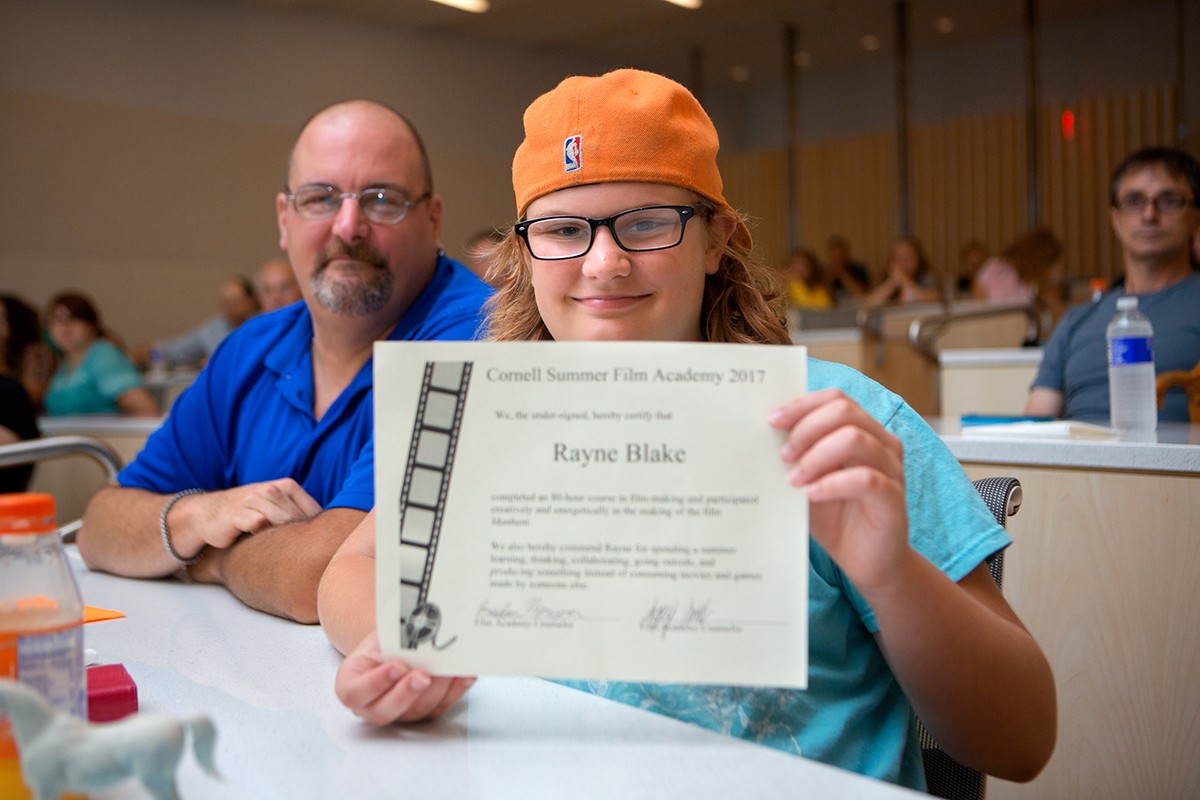 Cornell Summer Film Academy 2017
We, the under-signed, hereby certify that
Rayne Blake
completed an 80-hour course in film-making and participated
creatively and energetically in the making of the film
We also hereby commend Rayne for spending a summer
learning, thinking, collaborating, going outside, and
producing something instead of consuming movies and games
made by someone else.
Film Academy Counselor
Film Academy Counselor